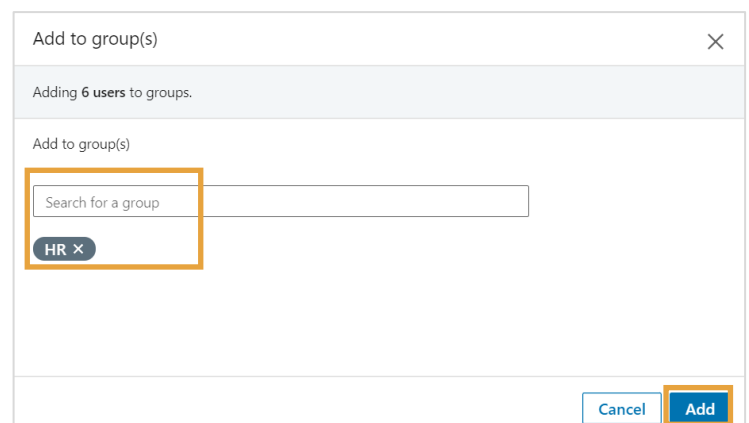 Add to group(s)
Adding 6 users to groups.
Add to group(s)
Search for a group
HR ×
Cancel Add